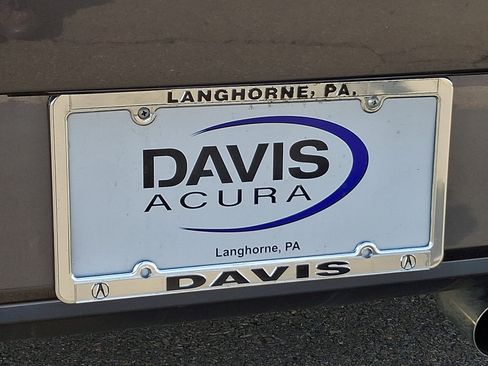 LANGHORNE, PA.
DAVIS
ACURA
Langhorne, PA
DAVIS